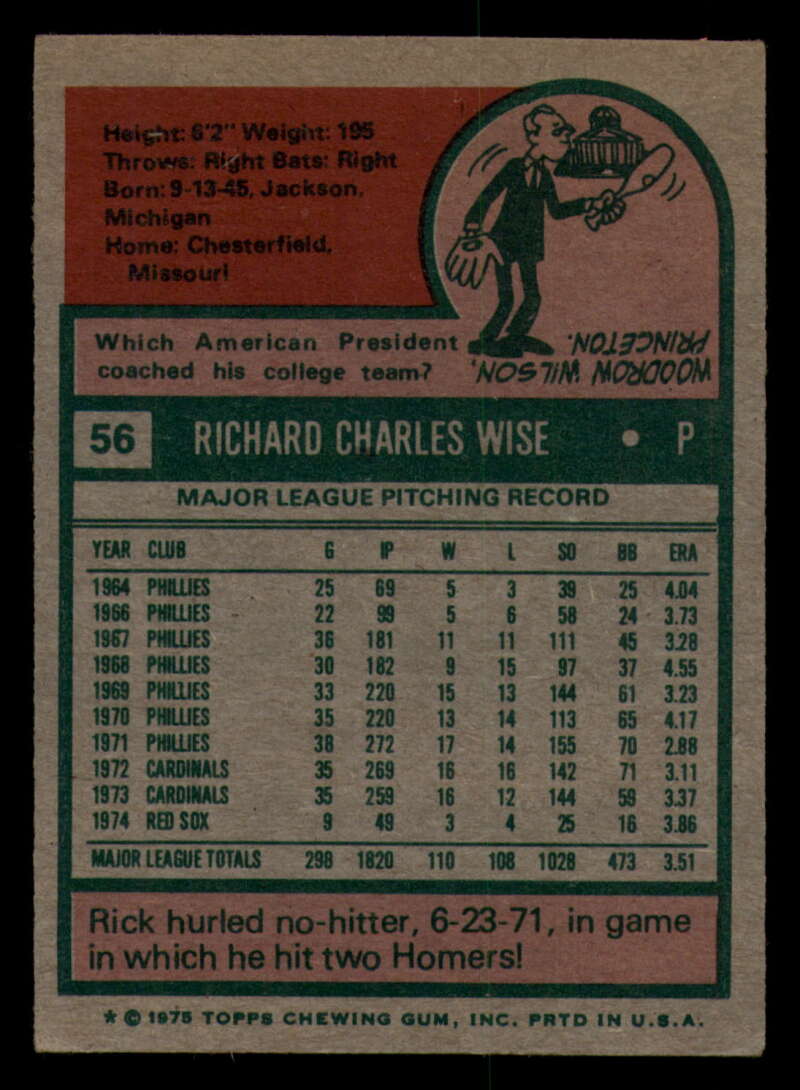 Height: 6'2" Weight: 195
Throws: Right Bats: Right
Born: 9-13-45, Jackson,
Michigan
Home: Chesterfield,
Missouri
Which American President
coached his college team?
WOODROW WILSON,
PRINCETON.
56 RICHARD CHARLES WISE • P
MAJOR LEAGUE PITCHING RECORD
YEAR CLUB G IP W L SO BB ERA
1964 PHILLIES 25 69 5 3 39 25 4.04
1966 PHILLIES 22 99 5 6 58 24 3.73
1967 PHILLIES 36 181 11 11 111 45 3.28
1968 PHILLIES 30 182 9 15 97 37 4.55
1969 PHILLIES 33 220 15 13 144 61 3.23
1970 PHILLIES 35 220 13 14 113 65 4.17
1971 PHILLIES 38 272 17 14 155 70 2.88
1972 CARDINALS 35 269 16 16 142 71 3.11
1973 CARDINALS 35 259 16 12 144 59 3.37
1974 RED SOX 9 49 3 4 25 16 3.86
MAJOR LEAGUE TOTALS 298 1820 110 108 1028 473 3.51
Rick hurled no-hitter, 6-23-71, in game
in which he hit two Homers!
* © 1975 TOPPS CHEWING GUM, INC. PRTD IN U.S.A.